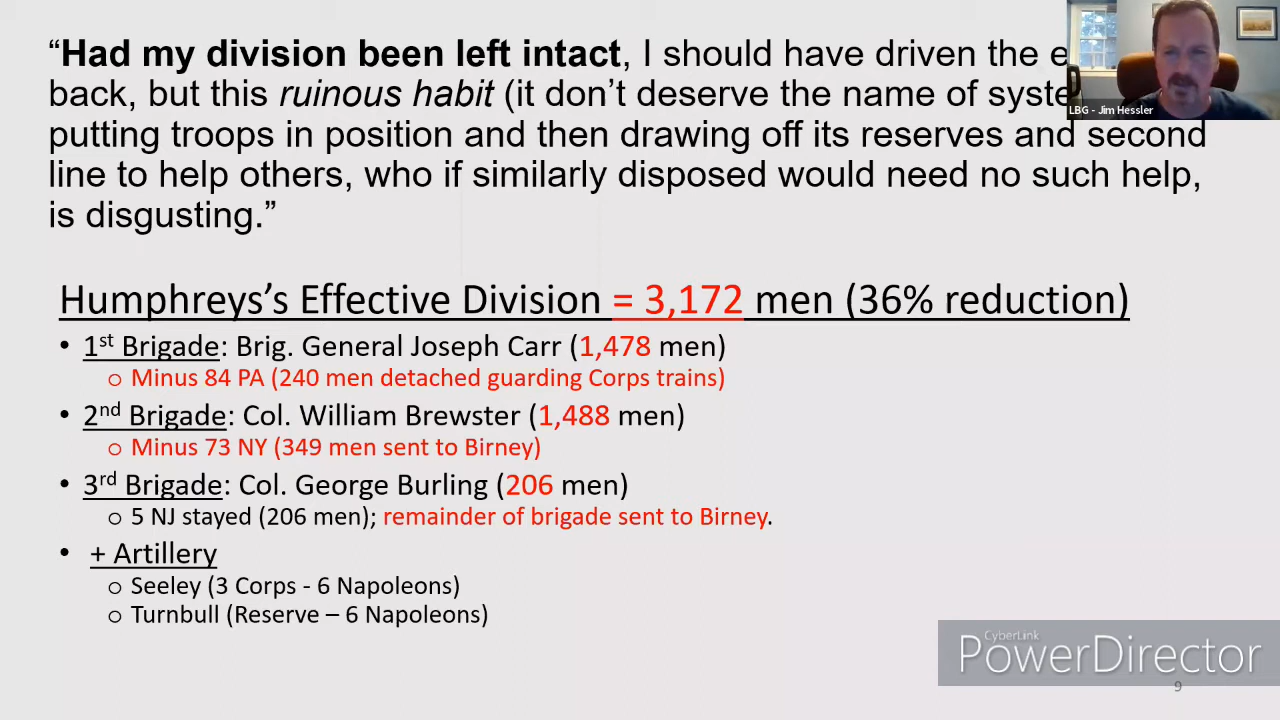 “Had my division been left intact, I should have driven the
back, but this ruinous habit (it don’t deserve the name of
putting troops in position and then drawing off its reserves and second
line to help others, who if similarly disposed would need no such help,
is disgusting.”
LBG - Jim Hessler
Humphreys’s Effective Division = 3,172 men (36% reduction)
• 1st Brigade: Brig. General Joseph Carr (1,478 men)
o Minus 84 PA (240 men detached guarding Corps trains)
• 2nd Brigade: Col. William Brewster (1,488 men)
o Minus 73 NY (349 men sent to Birney)
• 3rd Brigade: Col. George Burling (206 men)
o 5 NJ stayed (206 men); remainder of brigade sent to Birney.
• + Artillery
o Seeley (3 Corps - 6 Napoleons)
o Turnbull (Reserve – 6 Napoleons)
CyberLink
PowerDirector
9